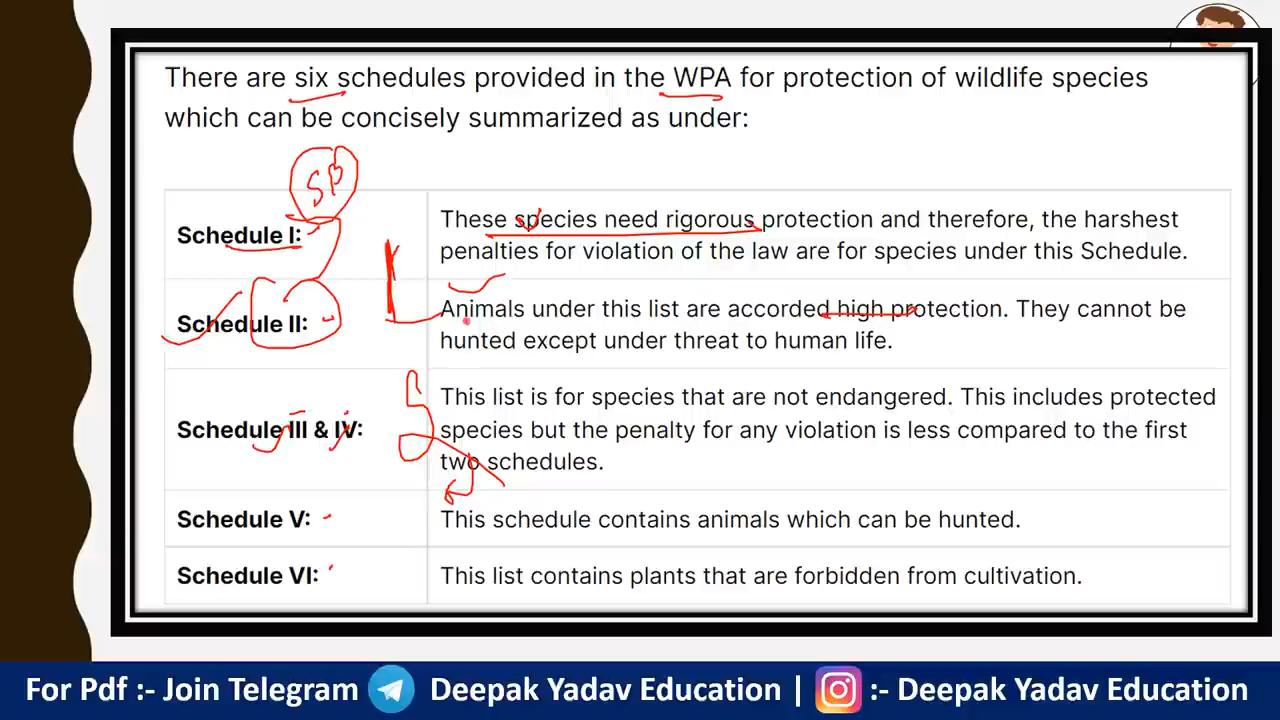 There are six schedules provided in the WPA for protection of wildlife species
which can be concisely summarized as under:
Schedule I:
These species need rigorous protection and therefore, the harshest
penalties for violation of the law are for species under this Schedule.
Schedule II:
Animals under this list are accorded high protection. They cannot be
hunted except under threat to human life.
Schedule III & IV:
This list is for species that are not endangered. This includes protected
species but the penalty for any violation is less compared to the first
two schedules.
Schedule V:
This schedule contains animals which can be hunted.
Schedule VI:
This list contains plants that are forbidden from cultivation.
For Pdf :- Join Telegram Deepak Yadav Education | :- Deepak Yadav Education